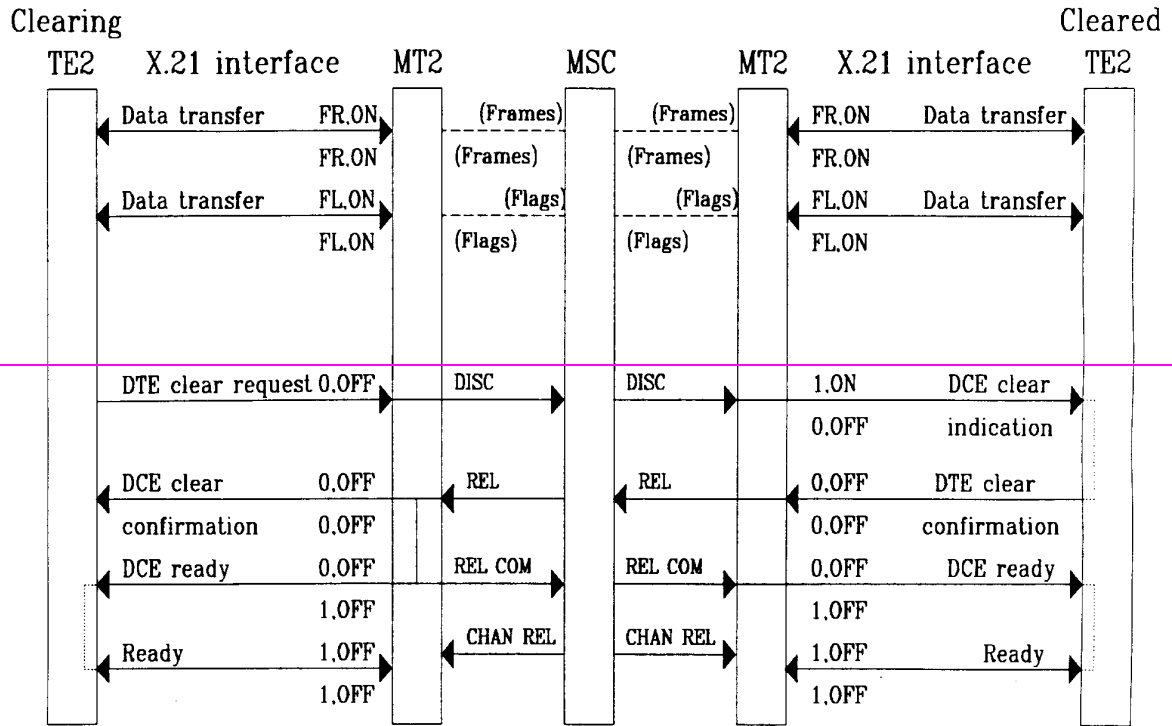 Clearing Cleared
TE2 X.21 interface MT2 MSC MT2 X.21 interface TE2
Data transfer FR.ON (Frames) (Frames) FR.ON Data transfer
FR.ON (Frames) (Frames) FR.ON
Data transfer FL.ON (Flags) (Flags) FL.ON Data transfer
FL.ON (Flags) (Flags) FL.ON
DTE clear request 0.OFF DISC DISC 1.ON DCE clear
0.OFF indication
DCE clear 0.OFF REL REL 0.OFF DTE clear
confirmation 0.OFF 0.OFF confirmation
DCE ready 0.OFF REL COM REL COM 0.OFF DCE ready
1.OFF 1.OFF
Ready 1.OFF CHAN REL CHAN REL 1.OFF Ready
1.OFF 1.OFF